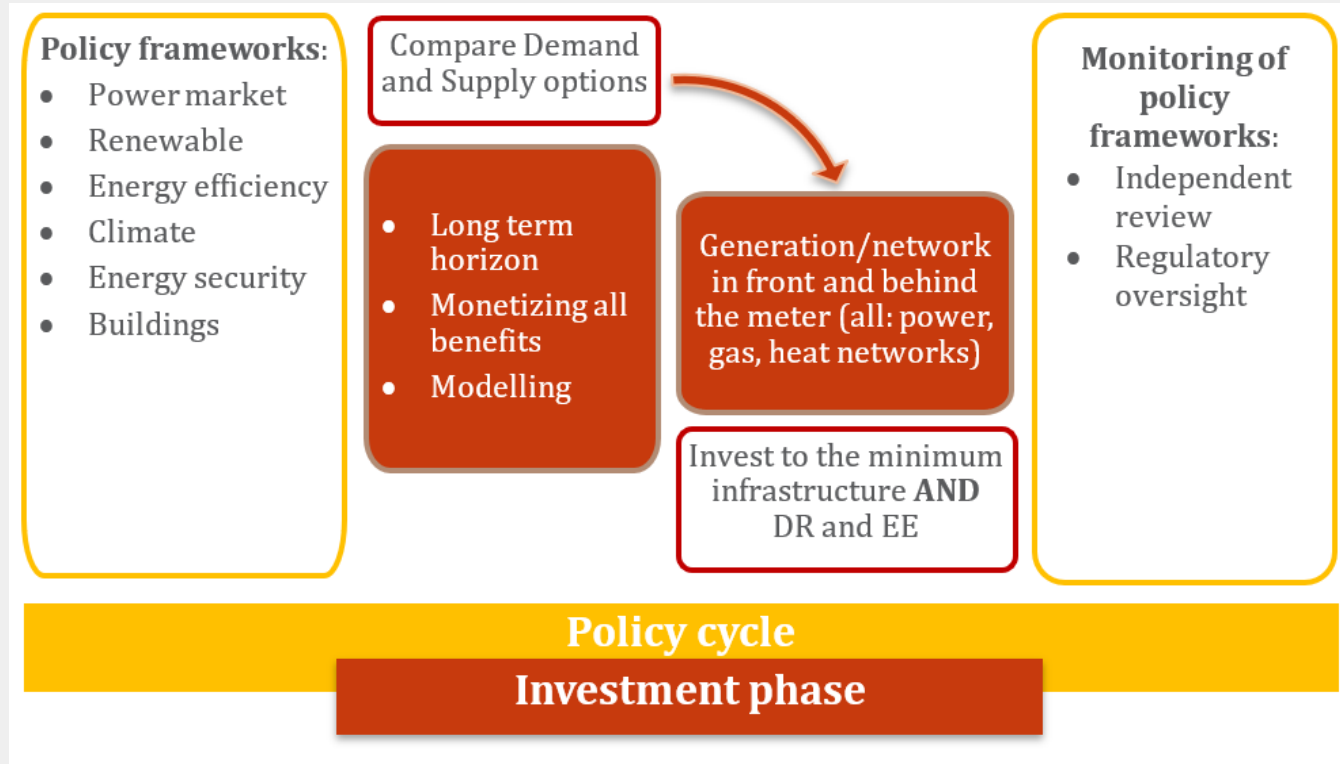 Policy frameworks:
• Power market
• Renewable
• Energy efficiency
• Climate
• Energy security
• Buildings
Compare Demand
and Supply options
• Long term
horizon
• Monetizing all
benefits
• Modelling
Generation/network
in front and behind
the meter (all: power,
gas, heat networks)
Invest to the minimum
infrastructure AND
DR and EE
Monitoring of
policy
frameworks:
• Independent
review
• Regulatory
oversight
Policy cycle
Investment phase